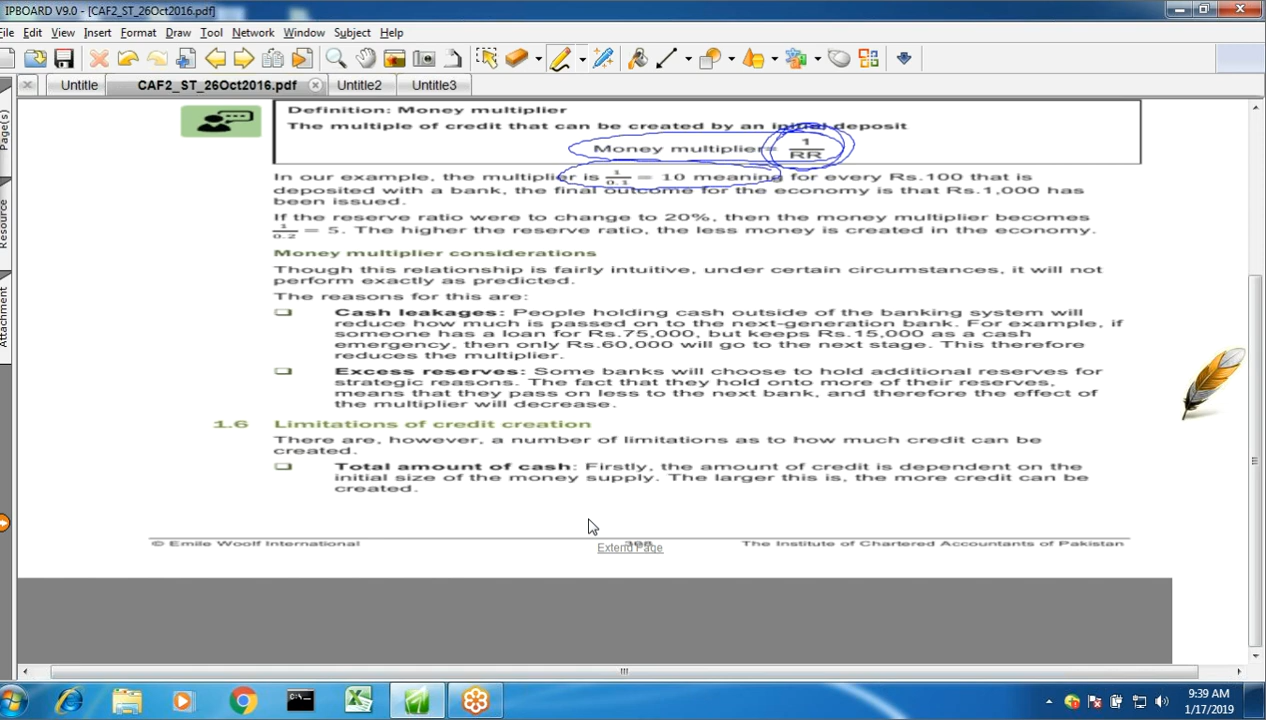 IPBOARD V9.0 - [CAF2_ST_26Oct2016.pdf]
File Edit View Insert Format Draw Tool Network Window Subject Help
Untitle CAF2_ST_26Oct2016.pdf Untitle2 Untitle3
Page(s)
Resource
Attachment
Definition: Money multiplier
The multiple of credit that can be created by an initial deposit
Money multiplier= 1/RR
In our example, the multiplier is 1/0.1 = 10 meaning for every Rs.100 that is
deposited with a bank, the final outcome for the economy is that Rs.1,000 has
been issued.
If the reserve ratio were to change to 20%, then the money multiplier becomes
1/0.2 = 5. The higher the reserve ratio, the less money is created in the economy.
Money multiplier considerations
Though this relationship is fairly intuitive, under certain circumstances, it will not
perform exactly as predicted.
The reasons for this are:
Cash leakages: People holding cash outside of the banking system will
reduce how much is passed on to the next-generation bank. For example, if
someone has a loan for Rs.75,000, but keeps Rs.15,000 as a cash
emergency, then only Rs.60,000 will go to the next stage. This therefore
reduces the multiplier.
Excess reserves: Some banks will choose to hold additional reserves for
strategic reasons. The fact that they hold onto more of their reserves,
means that they pass on less to the next bank, and therefore the effect of
the multiplier will decrease.
1.6 Limitations of credit creation
There are, however, a number of limitations as to how much credit can be
created.
Total amount of cash: Firstly, the amount of credit is dependent on the
initial size of the money supply. The larger this is, the more credit can be
created.
© Emile Woolf International The Institute of Chartered Accountants of Pakistan
Extend Page
9:39 AM
1/17/2019